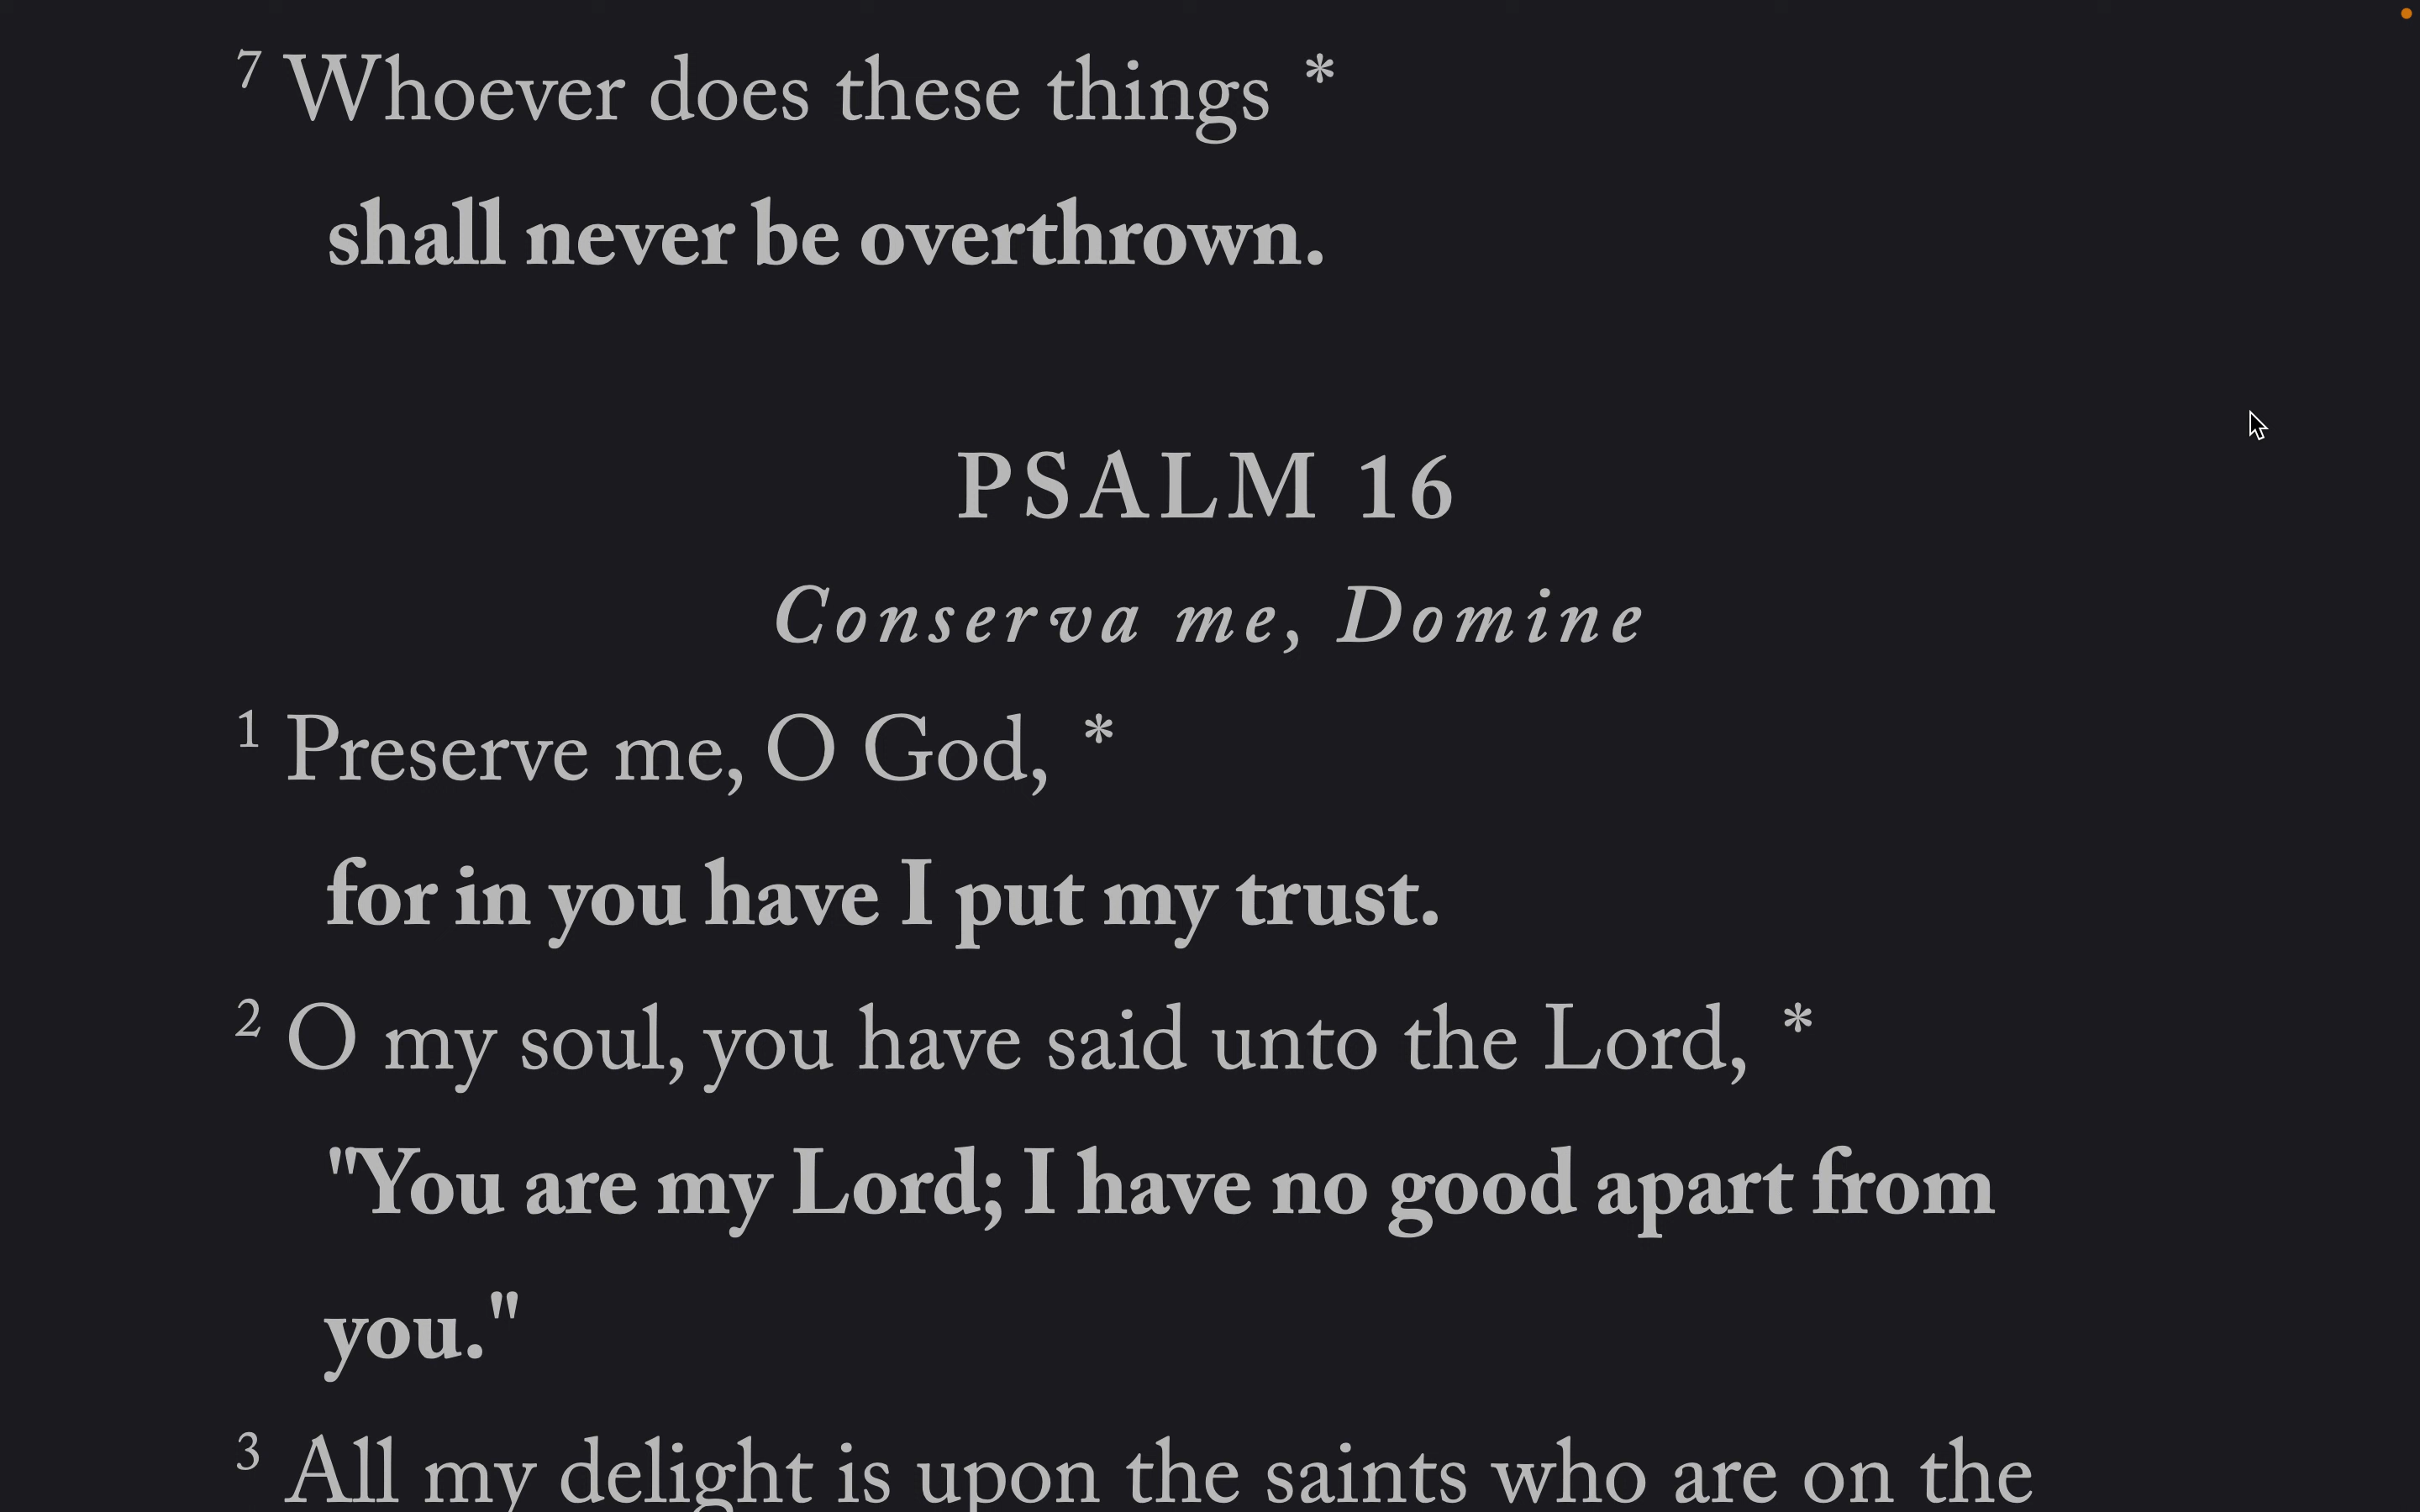 7 Whoever does these things *
shall never be overthrown.
PSALM 16
Conserva me, Domine
1 Preserve me, O God, *
for in you have I put my trust.
2 O my soul, you have said unto the Lord, *
"You are my Lord; I have no good apart from
you."
3 All my delight is upon the saints who are on the